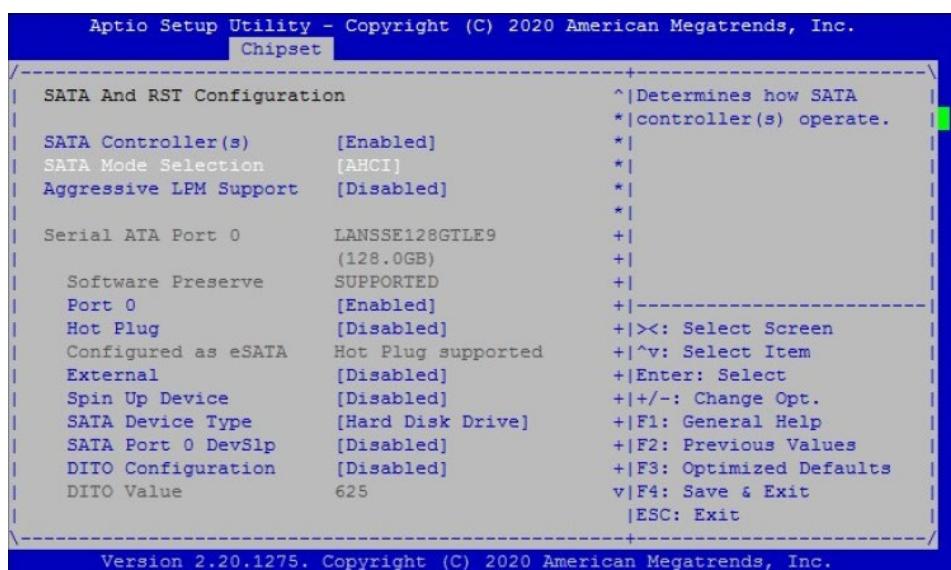 Aptio Setup Utility - Copyright (C) 2020 American Megatrends, Inc.
Chipset
/-----------------------------------------------------+-------------------------\
| SATA And RST Configuration ^|Determines how SATA |
| *|controller(s) operate. |
| SATA Controller(s) [Enabled] *| |
| SATA Mode Selection [AHCI] *| |
| Aggressive LPM Support [Disabled] *| |
| *| |
| Serial ATA Port 0 LANSSE128GTLE9 +| |
| (128.0GB) +| |
| Software Preserve SUPPORTED +| |
| Port 0 [Enabled] +|-------------------------|
| Hot Plug [Disabled] +|><: Select Screen |
| Configured as eSATA Hot Plug supported +|^v: Select Item |
| External [Disabled] +|Enter: Select |
| Spin Up Device [Disabled] +|+/-: Change Opt. |
| SATA Device Type [Hard Disk Drive] +|F1: General Help |
| SATA Port 0 DevSlp [Disabled] +|F2: Previous Values |
| DITO Configuration [Disabled] +|F3: Optimized Defaults |
| DITO Value 625 v|F4: Save & Exit |
| |ESC: Exit |
\-----------------------------------------------------+-------------------------/
Version 2.20.1275. Copyright (C) 2020 American Megatrends, Inc.